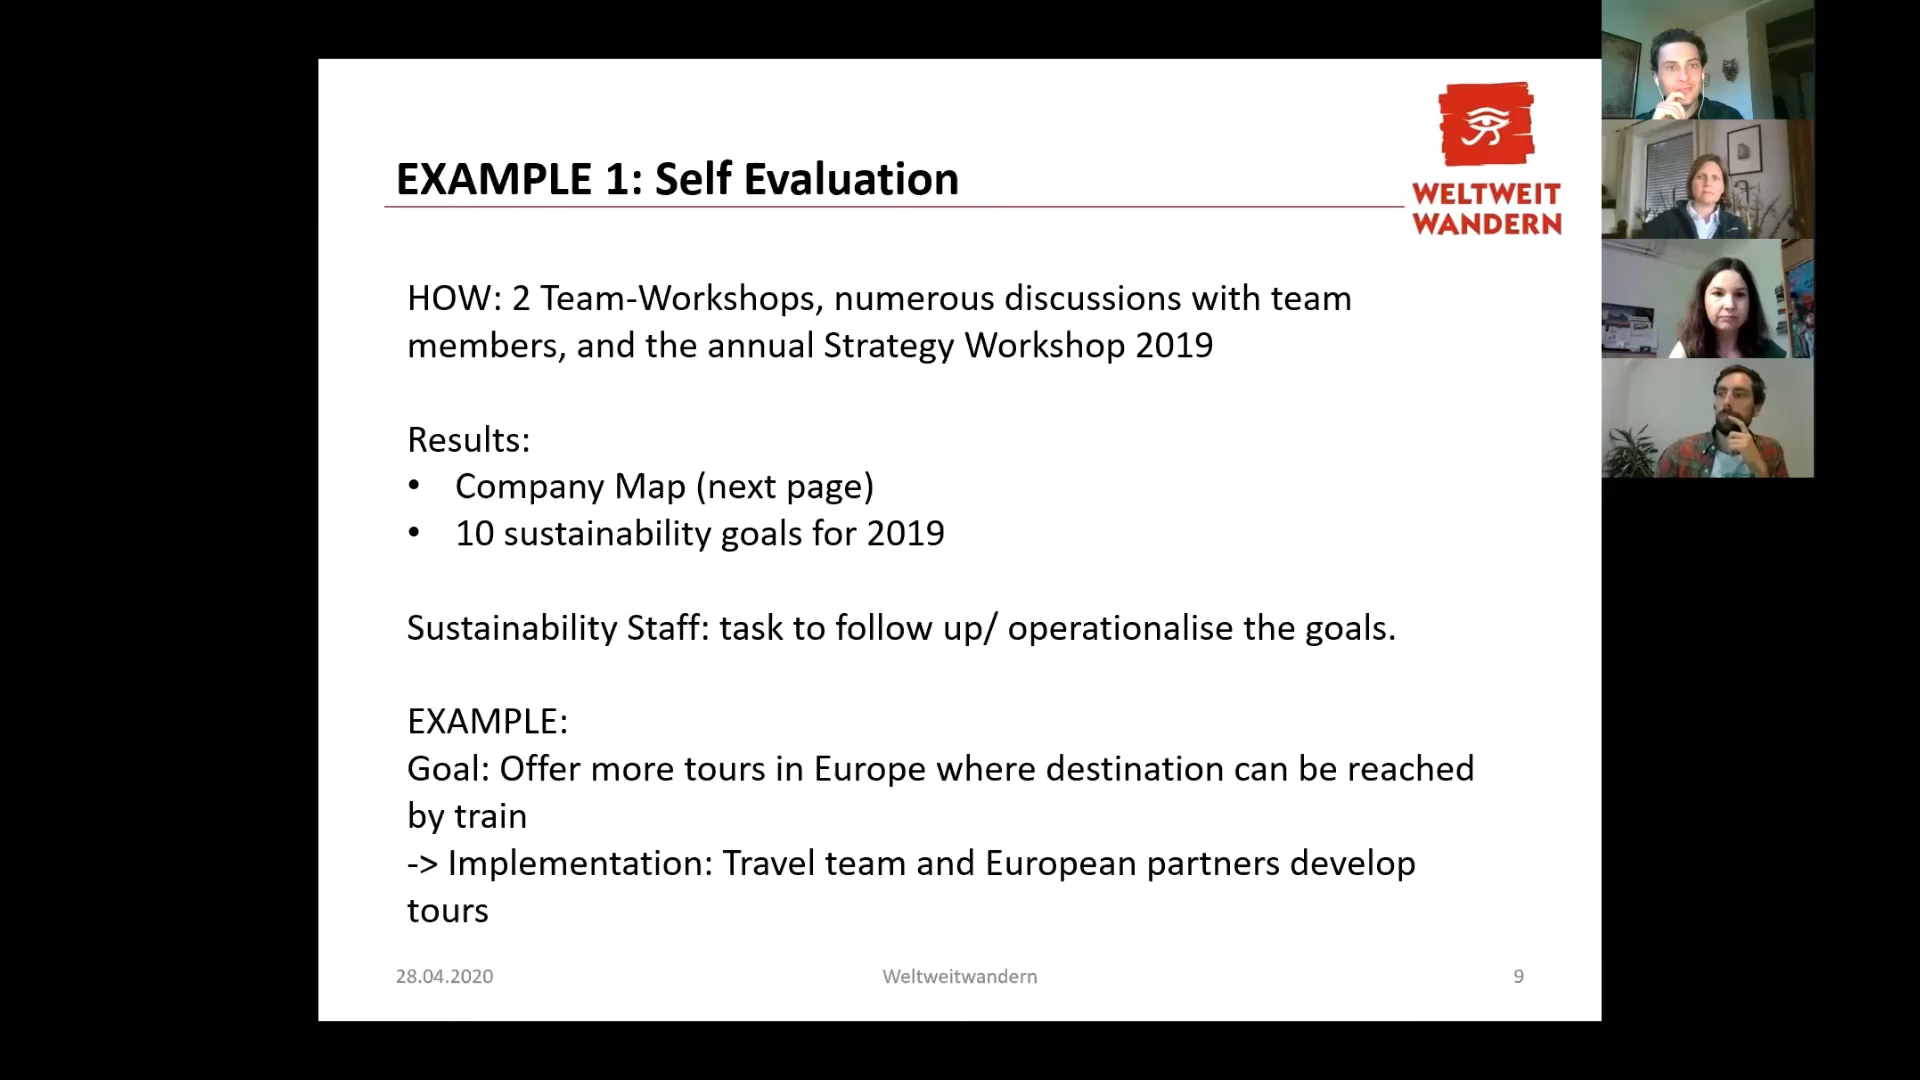 EXAMPLE 1: Self Evaluation
WELTWEIT
WANDERN
HOW: 2 Team-Workshops, numerous discussions with team
members, and the annual Strategy Workshop 2019
Results:
• Company Map (next page)
• 10 sustainability goals for 2019
Sustainability Staff: task to follow up/ operationalise the goals.
EXAMPLE:
Goal: Offer more tours in Europe where destination can be reached
by train
-> Implementation: Travel team and European partners develop
tours
28.04.2020
Weltweitwandern
9